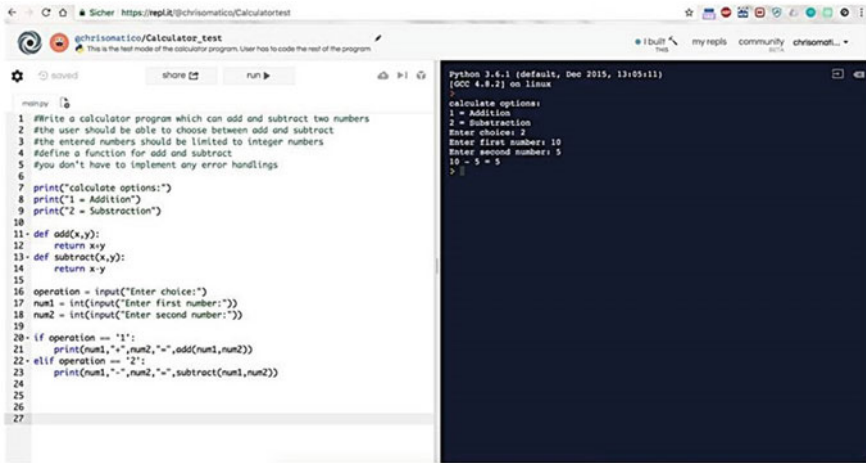 Sicher https://repl.it/@chrisomatico/Calculatortest
@chrisomatico/Calculator_test
This is the test mode of the calculator program. User has to code the rest of the program
I built THIS
my repls
community BETA
chrisomati...
saved
share
run
main.py
1 #Write a calculator program which can add and subtract two numbers
2 #the user should be able to choose between add and subtract
3 #the entered numbers should be limited to integer numbers
4 #define a function for add and subtract
5 #you don't have to implement any error handlings
6
7 print("calculate options:")
8 print("1 = Addition")
9 print("2 = Substraction")
10
11 def add(x,y):
12 return x+y
13 def subtract(x,y):
14 return x-y
15
16 operation = input("Enter choice:")
17 num1 = int(input("Enter first number:"))
18 num2 = int(input("Enter second number:"))
19
20 if operation == '1':
21 print(num1,"+",num2,"=",add(num1,num2))
22 elif operation == '2':
23 print(num1,"-",num2,"=",subtract(num1,num2))
24
25
26
27
Python 3.6.1 (default, Dec 2015, 13:05:11)
[GCC 4.8.2] on linux
>
calculate options:
1 = Addition
2 = Substraction
Enter choice: 2
Enter first number: 10
Enter second number: 5
10 - 5 = 5
>